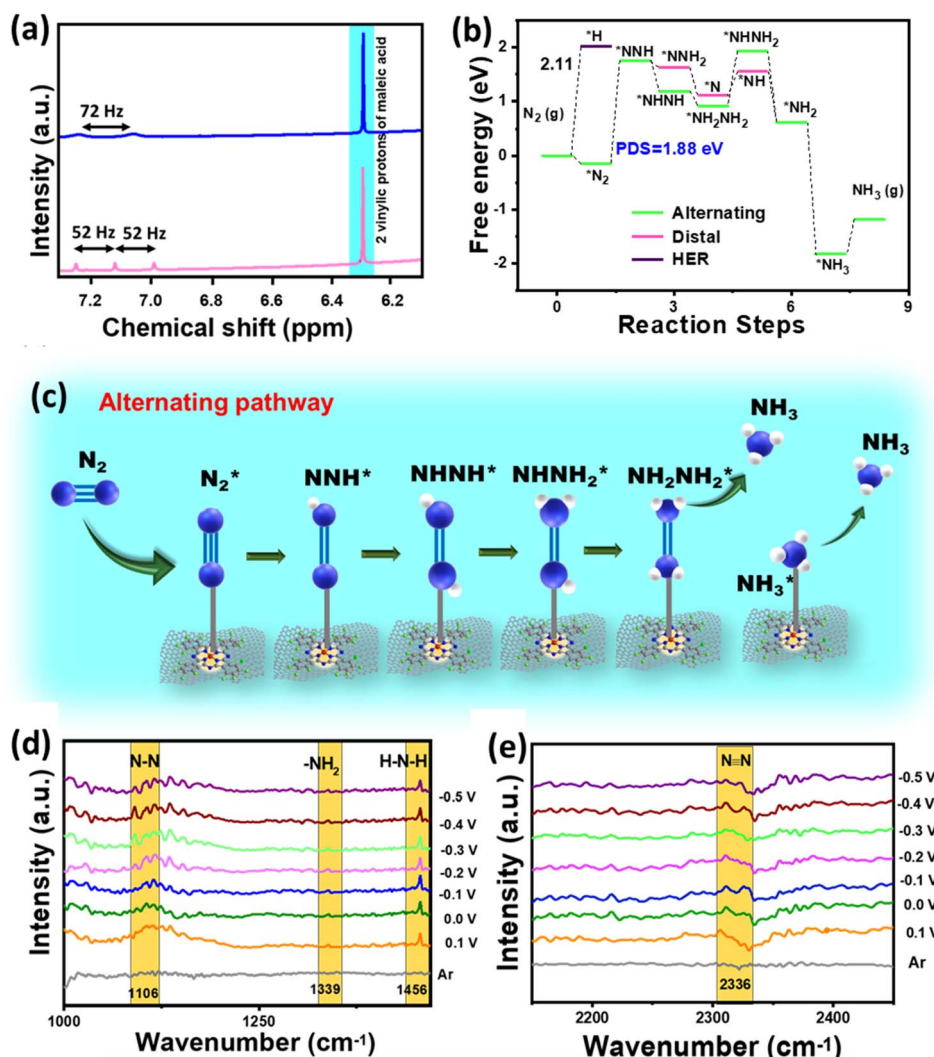 (a)
Intensity (a.u.)
72 Hz
52 Hz 52 Hz
2 vinylic protons of maleic acid
7.2 7.0 6.8 6.6 6.4 6.2
Chemical shift (ppm)
(b)
Free energy (eV)
2
1
0
-1
-2
*H
2.11
N₂ (g)
*N₂
*NNH
*NNH₂
*NHNH
*N
*NH₂NH₂
*NHNH₂
*NH
*NH₂
PDS=1.88 eV
NH₃ (g)
*NH₃
Alternating
Distal
HER
0 3 6 9
Reaction Steps
(c)
Alternating pathway
N₂
N₂*
NNH*
NHNH*
NHNH₂*
NH₂NH₂*
NH₃
NH₃*
NH₃
(d)
Intensity (a.u.)
N-N
-NH₂
H-N-H
-0.5 V
-0.4 V
-0.3 V
-0.2 V
-0.1 V
0.0 V
0.1 V
Ar
1106
1339
1456
1000 1250
Wavenumber (cm⁻¹)
(e)
Intensity (a.u.)
N≡N
-0.5 V
-0.4 V
-0.3 V
-0.2 V
-0.1 V
0.0 V
0.1 V
Ar
2336
2200 2300 2400
Wavenumber (cm⁻¹)